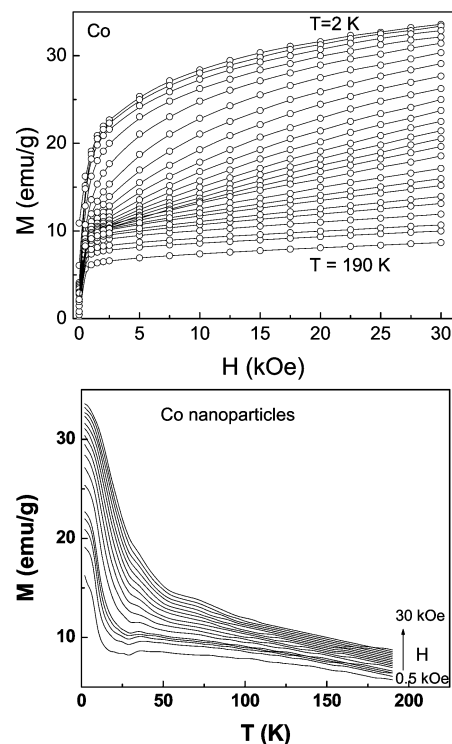 Co
T=2 K
30
20
10
0
M (emu/g)
T = 190 K
0 5 10 15 20 25 30
H (kOe)
Co nanoparticles
30
20
10
M (emu/g)
30 kOe
H
0.5 kOe
0 50 100 150 200
T (K)